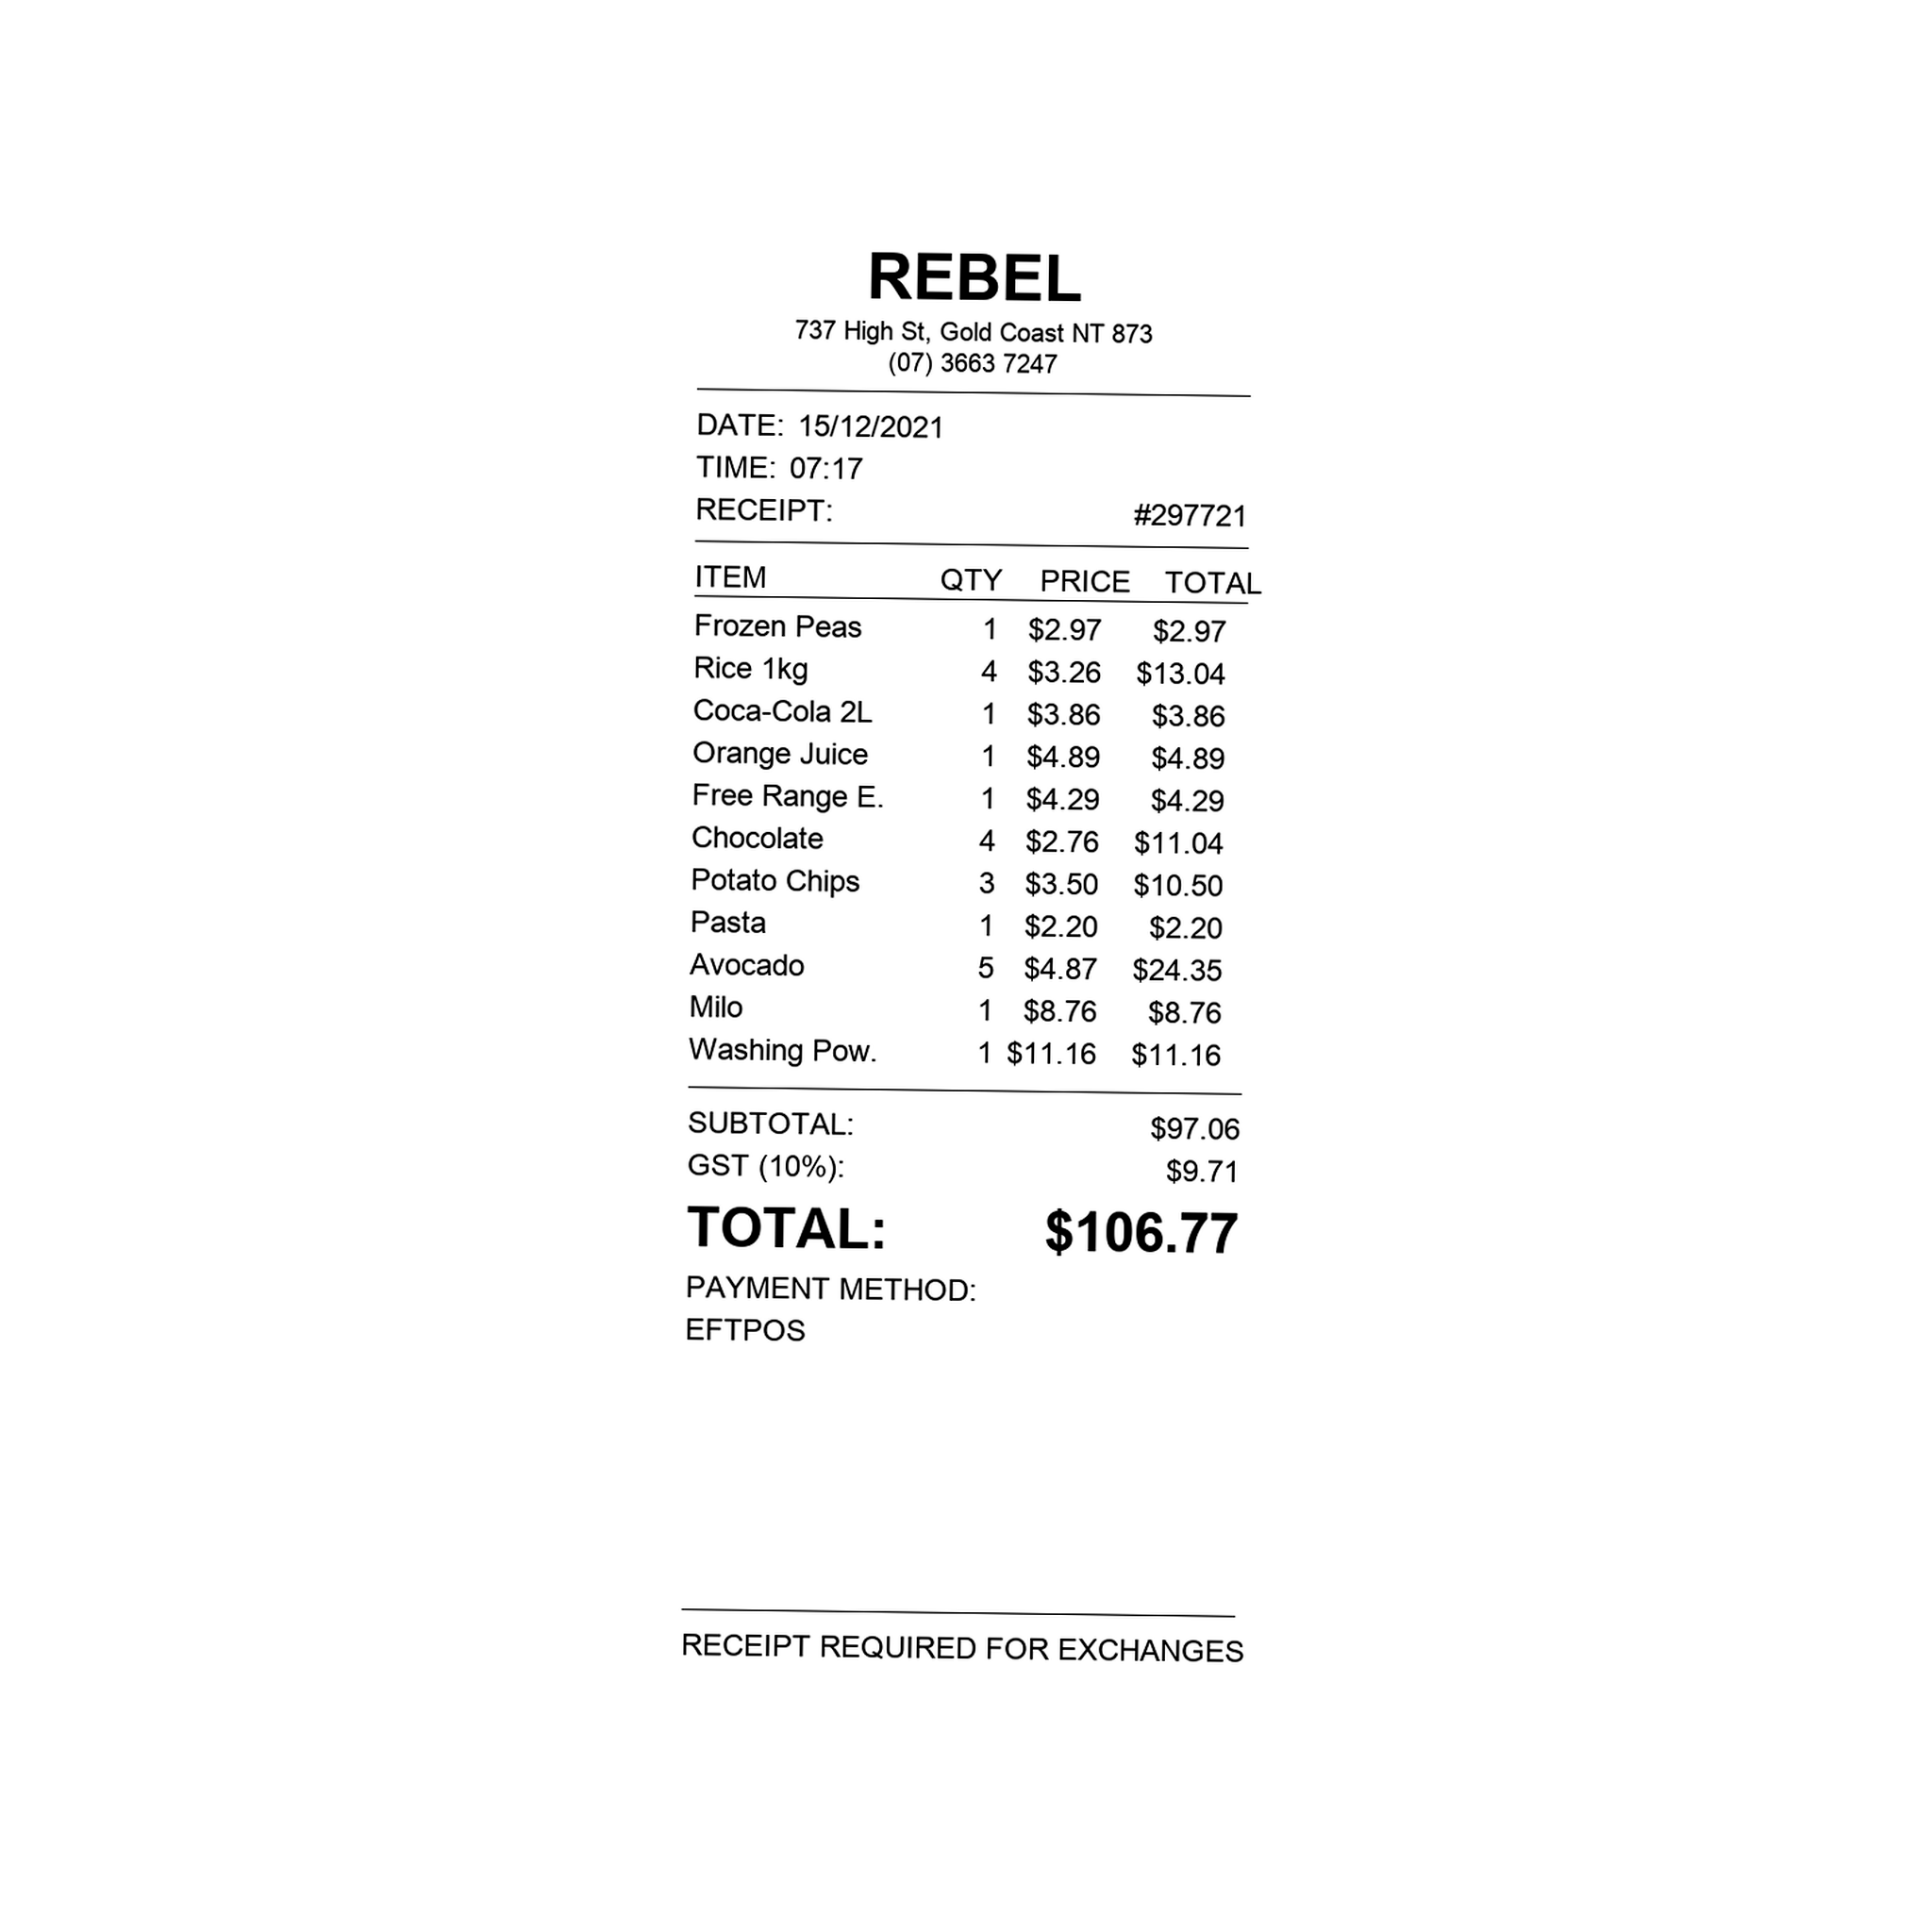 REBEL
737 High St, Gold Coast NT 873
(07) 3663 7247
DATE: 15/12/2021
TIME: 07:17
RECEIPT: #297721
ITEM QTY PRICE TOTAL
Frozen Peas 1 $2.97 $2.97
Rice 1kg 4 $3.26 $13.04
Coca-Cola 2L 1 $3.86 $3.86
Orange Juice 1 $4.89 $4.89
Free Range E. 1 $4.29 $4.29
Chocolate 4 $2.76 $11.04
Potato Chips 3 $3.50 $10.50
Pasta 1 $2.20 $2.20
Avocado 5 $4.87 $24.35
Milo 1 $8.76 $8.76
Washing Pow. 1 $11.16 $11.16
SUBTOTAL: $97.06
GST (10%): $9.71
TOTAL: $106.77
PAYMENT METHOD:
EFTPOS
RECEIPT REQUIRED FOR EXCHANGES